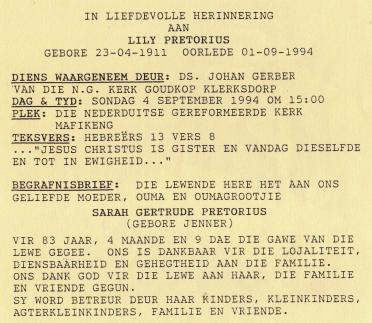 IN LIEFDEVOLLE HERINNERING
AAN
LILY PRETORIUS
GEBORE 23-04-1911 OORLEDE 01-09-1994
DIENS WAARGENEEM DEUR: DS. JOHAN GERBER
VAN DIE N.G. KERK GOUDKOP KLERKSDORP
DAG & TYD: SONDAG 4 SEPTEMBER 1994 OM 15:00
PLEK: DIE NEDERDUITSE GEREFORMEERDE KERK
MAFIKENG
TEKSVERS: HEBREËRS 13 VERS 8
..."JESUS CHRISTUS IS GISTER EN VANDAG DIESELFDE
EN TOT IN EWIGHEID..."
BEGRAFNISBRIEF: DIE LEWENDE HERE HET AAN ONS
GELIEFDE MOEDER, OUMA EN OUMAGROOTJIE
SARAH GERTRUDE PRETORIUS
(GEBORE JENNER)
VIR 83 JAAR, 4 MAANDE EN 9 DAE DIE GAWE VAN DIE
LEWE GEGEE. ONS IS DANKBAAR VIR DIE LOJALITEIT,
DIENSBAARHEID EN GEHEGTHEID AAN DIE FAMILIE.
ONS DANK GOD VIR DIE LEWE AAN HAAR, DIE FAMILIE
EN VRIENDE GEGUN.
SY WORD BETREUR DEUR HAAR KINDERS, KLEINKINDERS,
AGTERKLEINKINDERS, FAMILIE EN VRIENDE.